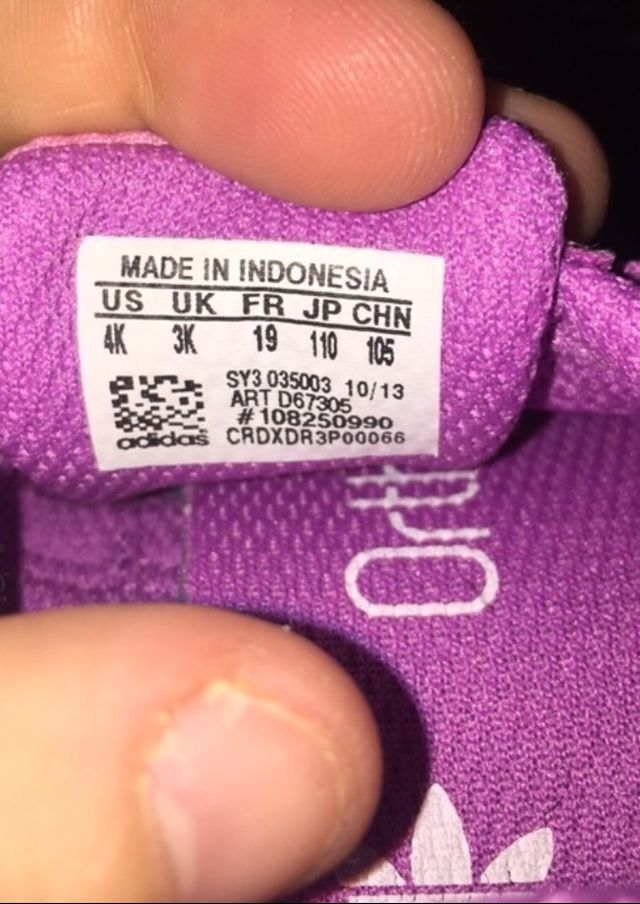 MADE IN INDONESIA
US UK FR JP CHN
4K 3K 19 110 105
SY3 035003 10/13
ART D67305
#108250990
adidas CRDXDR3P00066
Ort